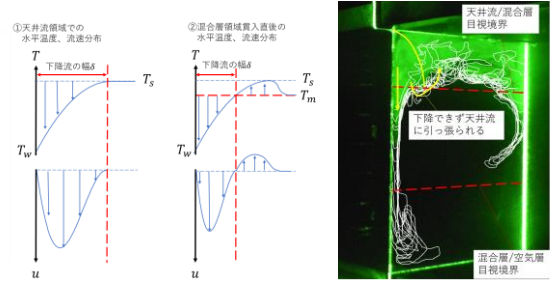 ①天井流領域での
水平温度、流速分布
T
下降流の幅δ
Ts
Tw
u
②混合層領域貫入直後の
水平温度、流速分布
T
下降流の幅δ
Ts
Tm
Tw
u
天井流/混合層
目視境界
下降できず天井流
に引っ張られる
混合層/空気層
目視境界